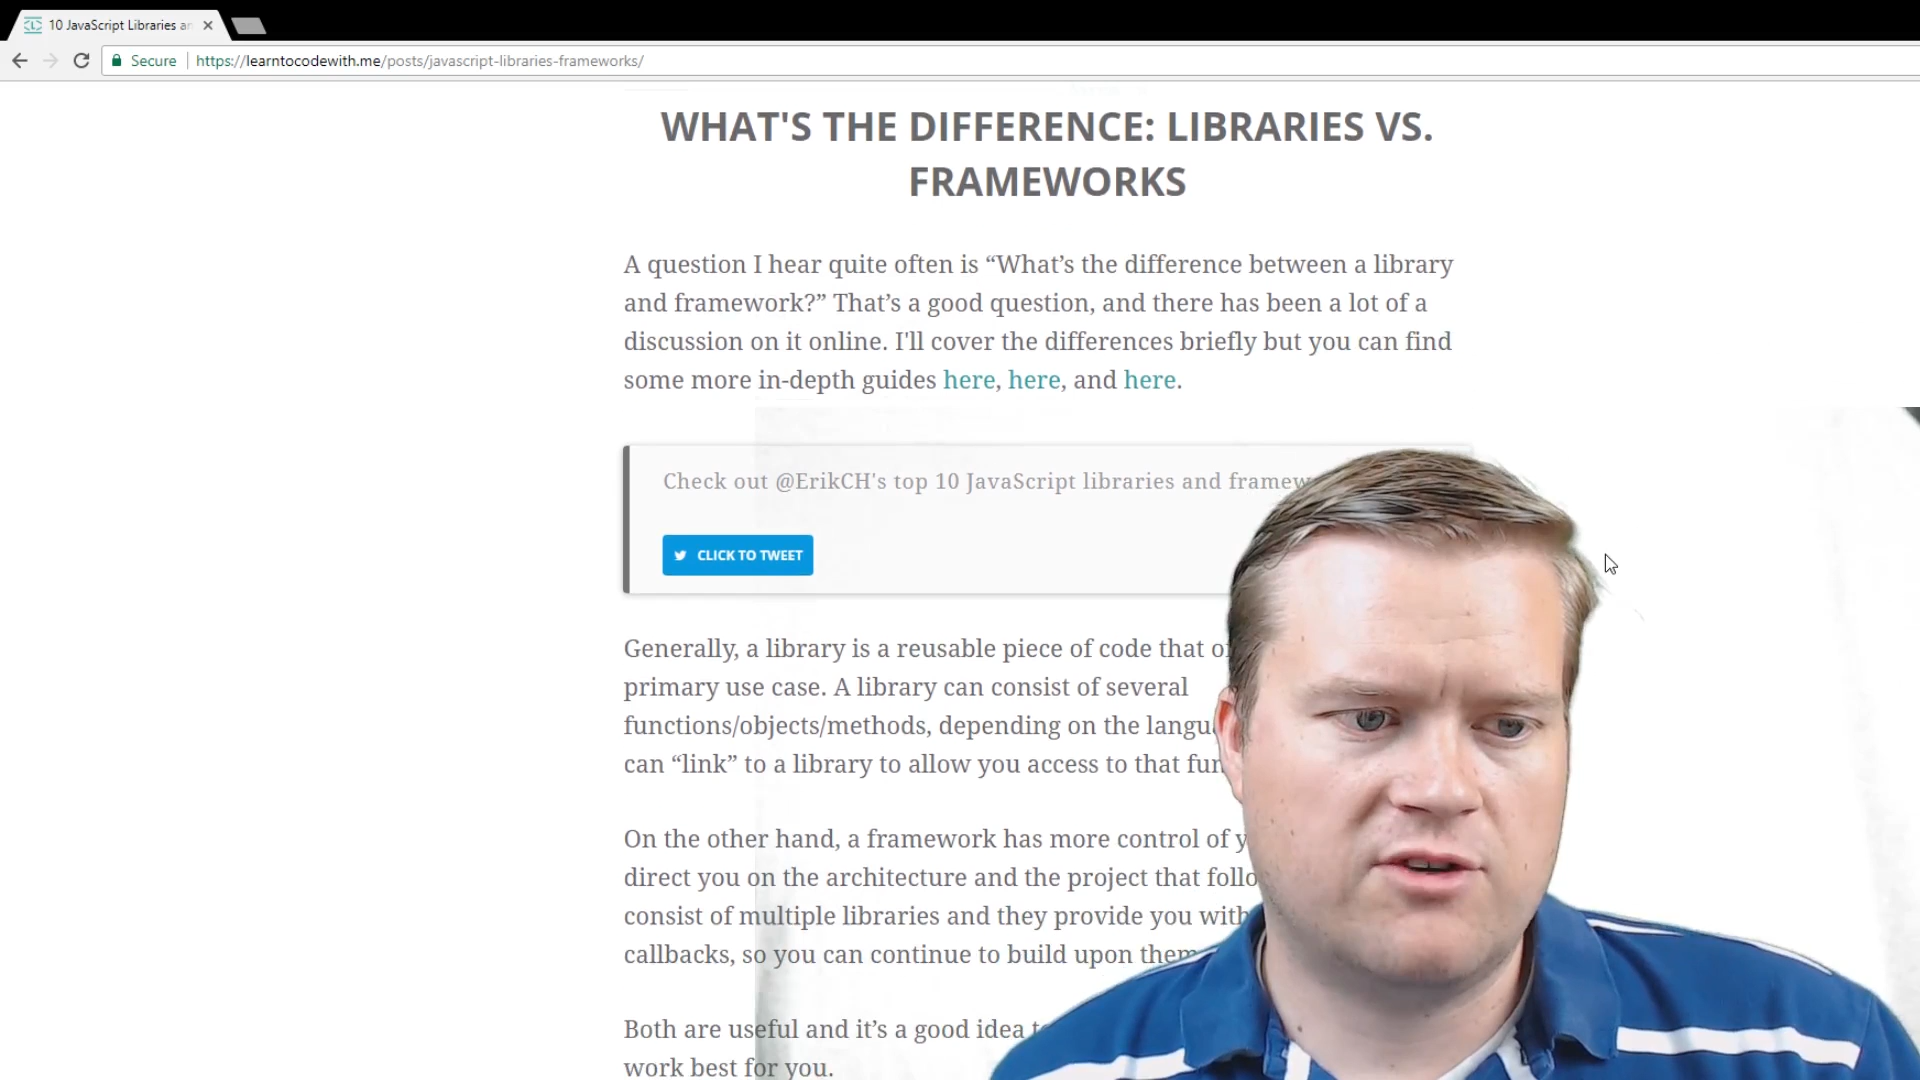 10 JavaScript Libraries an
Secure
https://learntocodewith.me/posts/javascript-libraries-frameworks/
WHAT'S THE DIFFERENCE: LIBRARIES VS.
FRAMEWORKS
A question I hear quite often is “What’s the difference between a library
and framework?” That’s a good question, and there has been a lot of a
discussion on it online. I'll cover the differences briefly but you can find
some more in-depth guides here, here, and here.
Check out @ErikCH's top 10 JavaScript libraries and framew
CLICK TO TWEET
Generally, a library is a reusable piece of code that
primary use case. A library can consist of several
functions/objects/methods, depending on the langu
can “link” to a library to allow you access to that fun
On the other hand, a framework has more control of y
direct you on the architecture and the project that follo
consist of multiple libraries and they provide you with
callbacks, so you can continue to build upon them
Both are useful and it’s a good idea
work best for you.